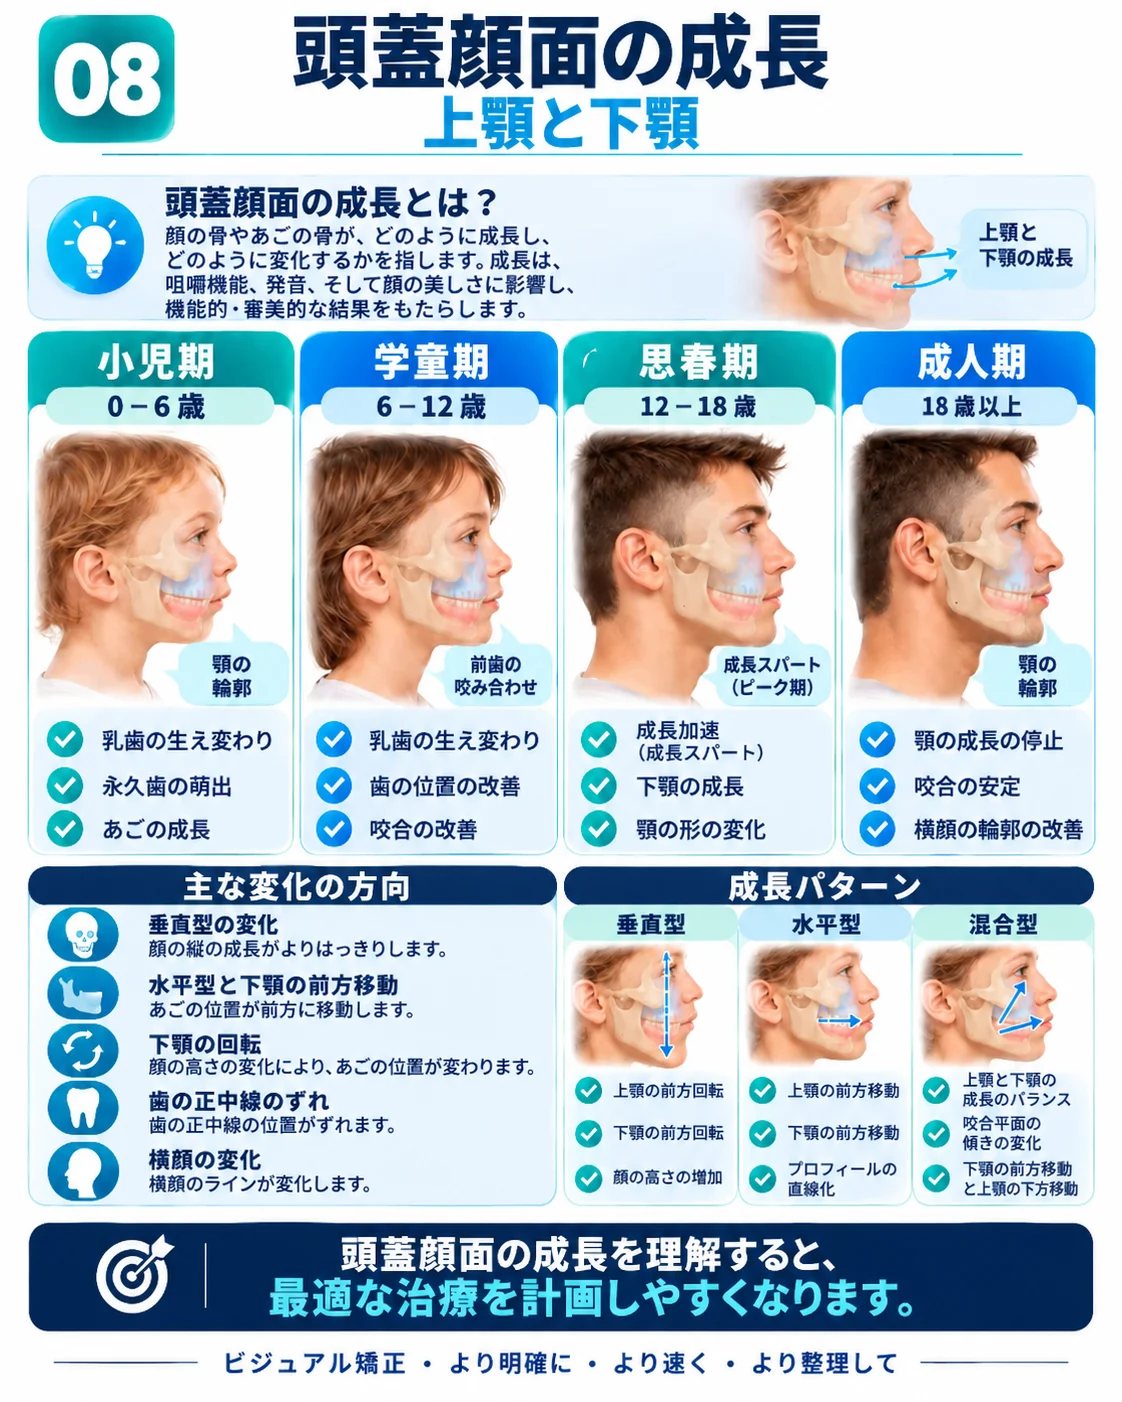 08
頭蓋顔面の成長
上顎と下顎
頭蓋顔面の成長とは？
顔の骨やあごの骨が、どのように成長し、
どのように変化するかを指します。成長は、
咀嚼機能、発音、そして顔の美しさに影響し、
機能的・審美的な結果をもたらします。
上顎と
下顎の成長
小児期
0－6 歳
顎の
輪郭
乳歯の生え変わり
永久歯の萌出
あごの成長
学童期
6－12 歳
前歯の
咬み合わせ
乳歯の生え変わり
歯の位置の改善
咬合の改善
思春期
12－18 歳
成長スパート
（ピーク期）
成長加速
（成長スパート）
下顎の成長
顎の形の変化
成人期
18 歳以上
顎の
輪郭
顎の成長の停止
咬合の安定
横顔の輪郭の改善
主な変化の方向
垂直型の変化
顔の縦の成長がよりはっきりします。
水平型と下顎の前方移動
あごの位置が前方に移動します。
下顎の回転
顔の高さの変化により、あごの位置が変わります。
歯の正中線のずれ
歯の正中線の位置がずれます。
横顔の変化
横顔のラインが変化します。
成長パターン
垂直型
上顎の前方回転
下顎の前方回転
顔の高さの増加
水平型
上顎の前方移動
下顎の前方移動
プロフィールの
直線化
混合型
上顎と下顎の
成長のバランス
咬合平面の
傾きの変化
下顎の前方移動
と上顎の下方移動
頭蓋顔面の成長を理解すると、
最適な治療を計画しやすくなります。
ビジュアル矯正 • より明確に • より速く • より整理して